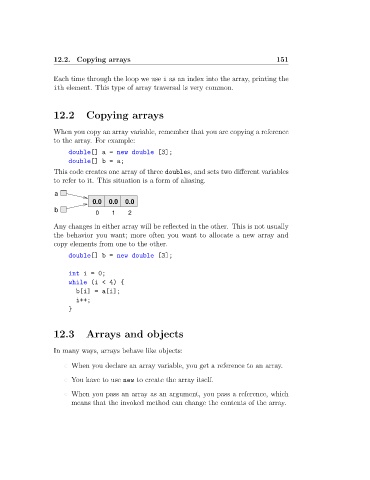 12.2. Copying arrays 151
Each time through the loop we use i as an index into the array, printing the
ith element. This type of array traversal is very common.
12.2 Copying arrays
When you copy an array variable, remember that you are copying a reference
to the array. For example:
double[] a = new double [3];
double[] b = a;
This code creates one array of three doubles, and sets two different variables
to refer to it. This situation is a form of aliasing.
a
0.0 0.0 0.0
b
0 1 2
Any changes in either array will be reflected in the other. This is not usually
the behavior you want; more often you want to allocate a new array and
copy elements from one to the other.
double[] b = new double [3];
int i = 0;
while (i < 4) {
b[i] = a[i];
i++;
}
12.3 Arrays and objects
In many ways, arrays behave like objects:
· When you declare an array variable, you get a reference to an array.
· You have to use new to create the array itself.
· When you pass an array as an argument, you pass a reference, which
means that the invoked method can change the contents of the array.